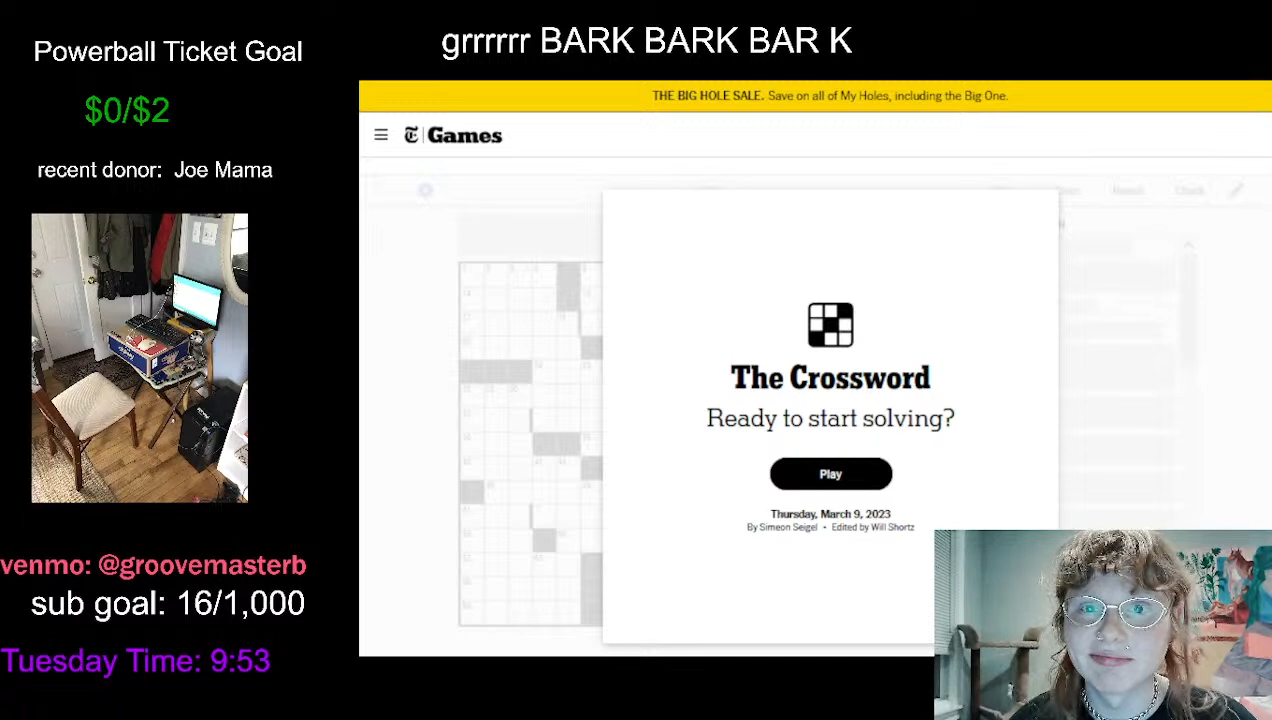 Powerball Ticket Goal
$0/$2
recent donor: Joe Mama
venmo: @groovemasterb
sub goal: 16/1,000
Tuesday Time: 9:53
grrrrrr BARK BARK BAR K
THE BIG HOLE SALE. Save on all of My Holes, including the Big One.
T Games
The Crossword
Ready to start solving?
Play
Thursday, March 9, 2023
By Simeon Seigel • Edited by Will Shortz